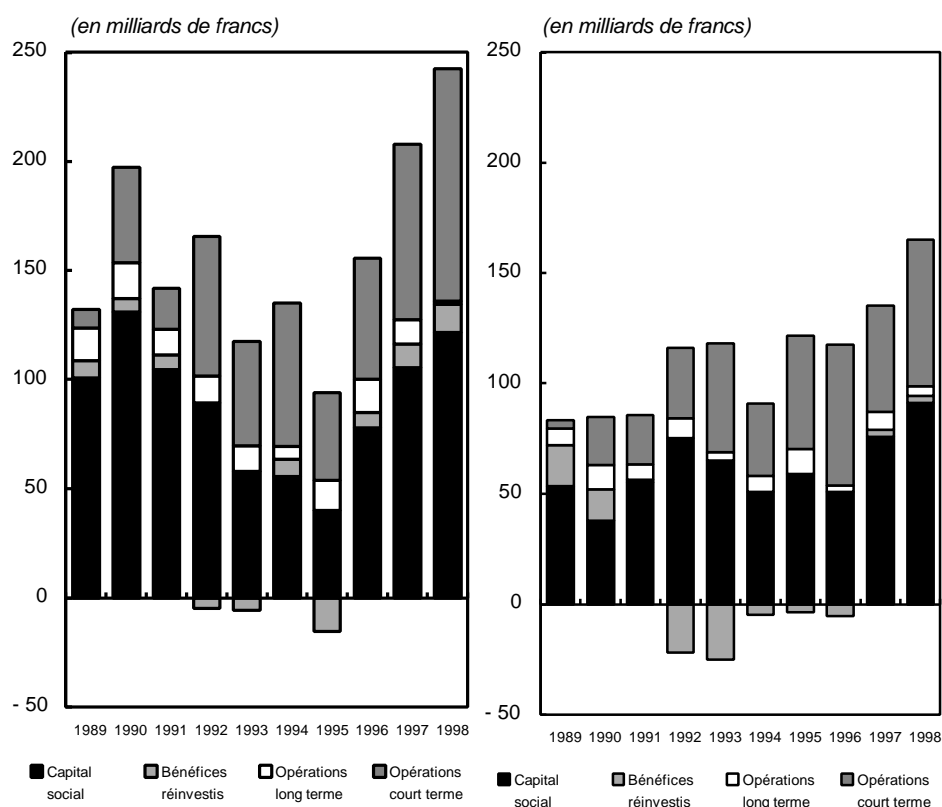 (en milliards de francs)
250
200
150
100
50
0
- 50
1989 1990 1991 1992 1993 1994 1995 1996 1997 1998
Capital social
Bénéfices réinvestis
Opérations long terme
Opérations court terme
(en milliards de francs)
250
200
150
100
50
0
- 50
1989 1990 1991 1992 1993 1994 1995 1996 1997 1998
Capital social
Bénéfices réinvestis
Opérations long terme
Opérations court terme